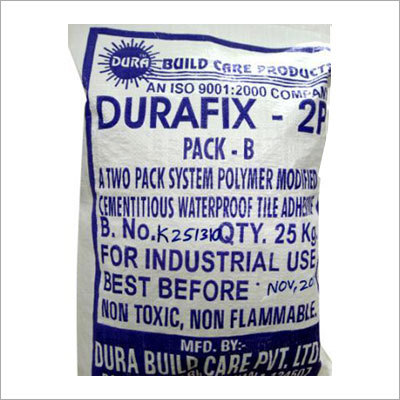 DURA BUILD CARE PRODUCT
AN ISO 9001:2000 COMPAN
DURAFIX - 2P
PACK - B
A TWO PACK SYSTEM POLYMER MODIFIED
CEMENTITIOUS WATERPROOF TILE ADHESIVE
B. No. K251310 QTY. 25 Kg.
FOR INDUSTRIAL USE
BEST BEFORE NOV, 20
NON TOXIC, NON FLAMMABLE.
MFD. BY:-
DURA BUILD CARE PVT. LTD